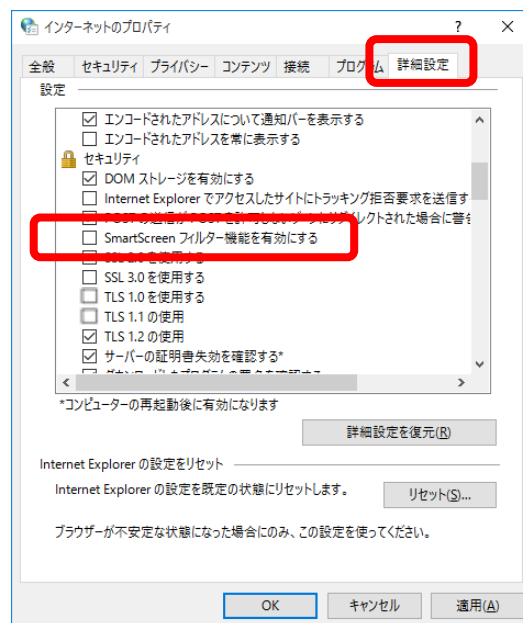 インターネットのプロパティ ? ×
全般 セキュリティ プライバシー コンテンツ 接続 プログラム 詳細設定
設定
エンコードされたアドレスについて通知バーを表示する
エンコードされたアドレスを常に表示する
セキュリティ
DOM ストレージを有効にする
Internet Explorer でアクセスしたサイトにトラッキング拒否要求を送信す
SmartScreen フィルター機能を有効にする
SSL 3.0 を使用する
TLS 1.0 を使用する
TLS 1.1 の使用
TLS 1.2 の使用
サーバーの証明書失効を確認する*
*コンピューターの再起動後に有効になります
詳細設定を復元(R)
Internet Explorer の設定をリセット
Internet Explorer の設定を既定の状態にリセットします。
リセット(S)...
ブラウザーが不安定な状態になった場合にのみ、この設定を使ってください。
OK キャンセル 適用(A)